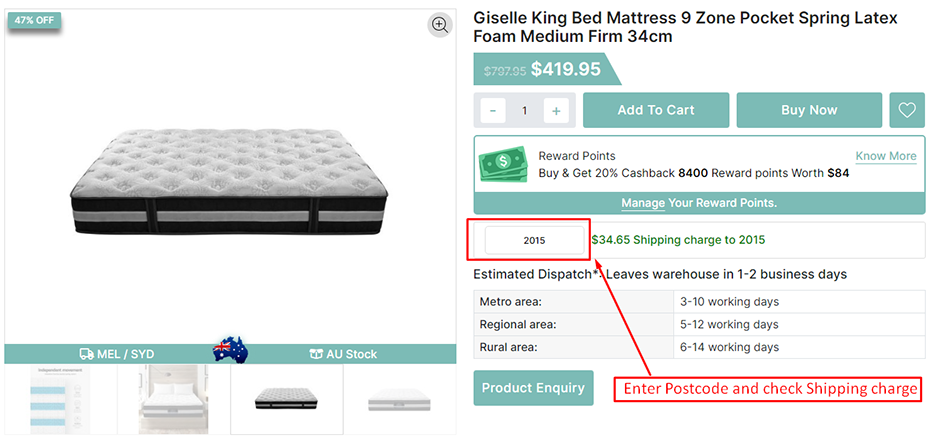 47% OFF
Giselle King Bed Mattress 9 Zone Pocket Spring Latex
Foam Medium Firm 34cm
$797.95 $419.95
- 1 + Add To Cart Buy Now
Reward Points Know More
Buy & Get 20% Cashback 8400 Reward points Worth $84
Manage Your Reward Points.
2015 $34.65 Shipping charge to 2015
Estimated Dispatch*: Leaves warehouse in 1-2 business days
Metro area: 3-10 working days
Regional area: 5-12 working days
Rural area: 6-14 working days
MEL / SYD AU Stock
Independent movement
Product Enquiry
Enter Postcode and check Shipping charge